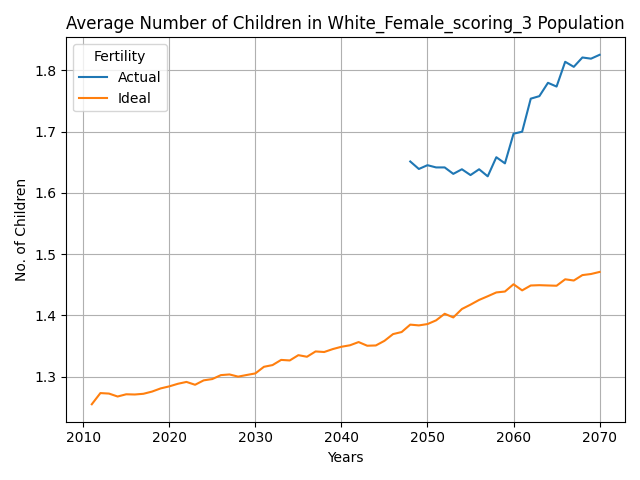 Average Number of Children in White_Female_scoring_3 Population
Fertility
Actual
Ideal
No. of Children
1.8
1.7
1.6
1.5
1.4
1.3
2010 2020 2030 2040 2050 2060 2070
Years